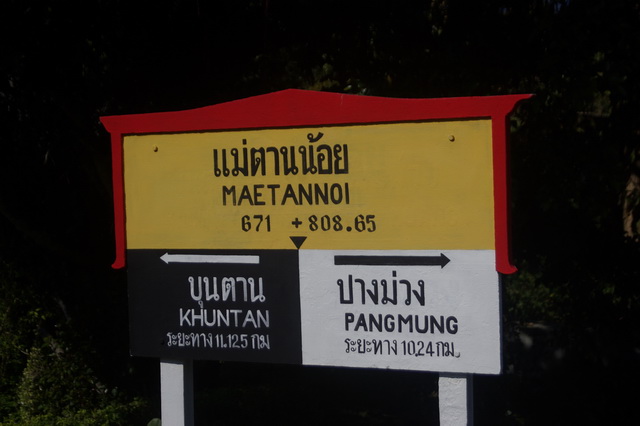 แม่ตานน้อย
MAETANNOI
671 +808.65
ขุนตาน
KHUNTAN
ระยะทาง 11.125 กม
ปางม่วง
PANGMUNG
ระยะทาง 10.24 กม.